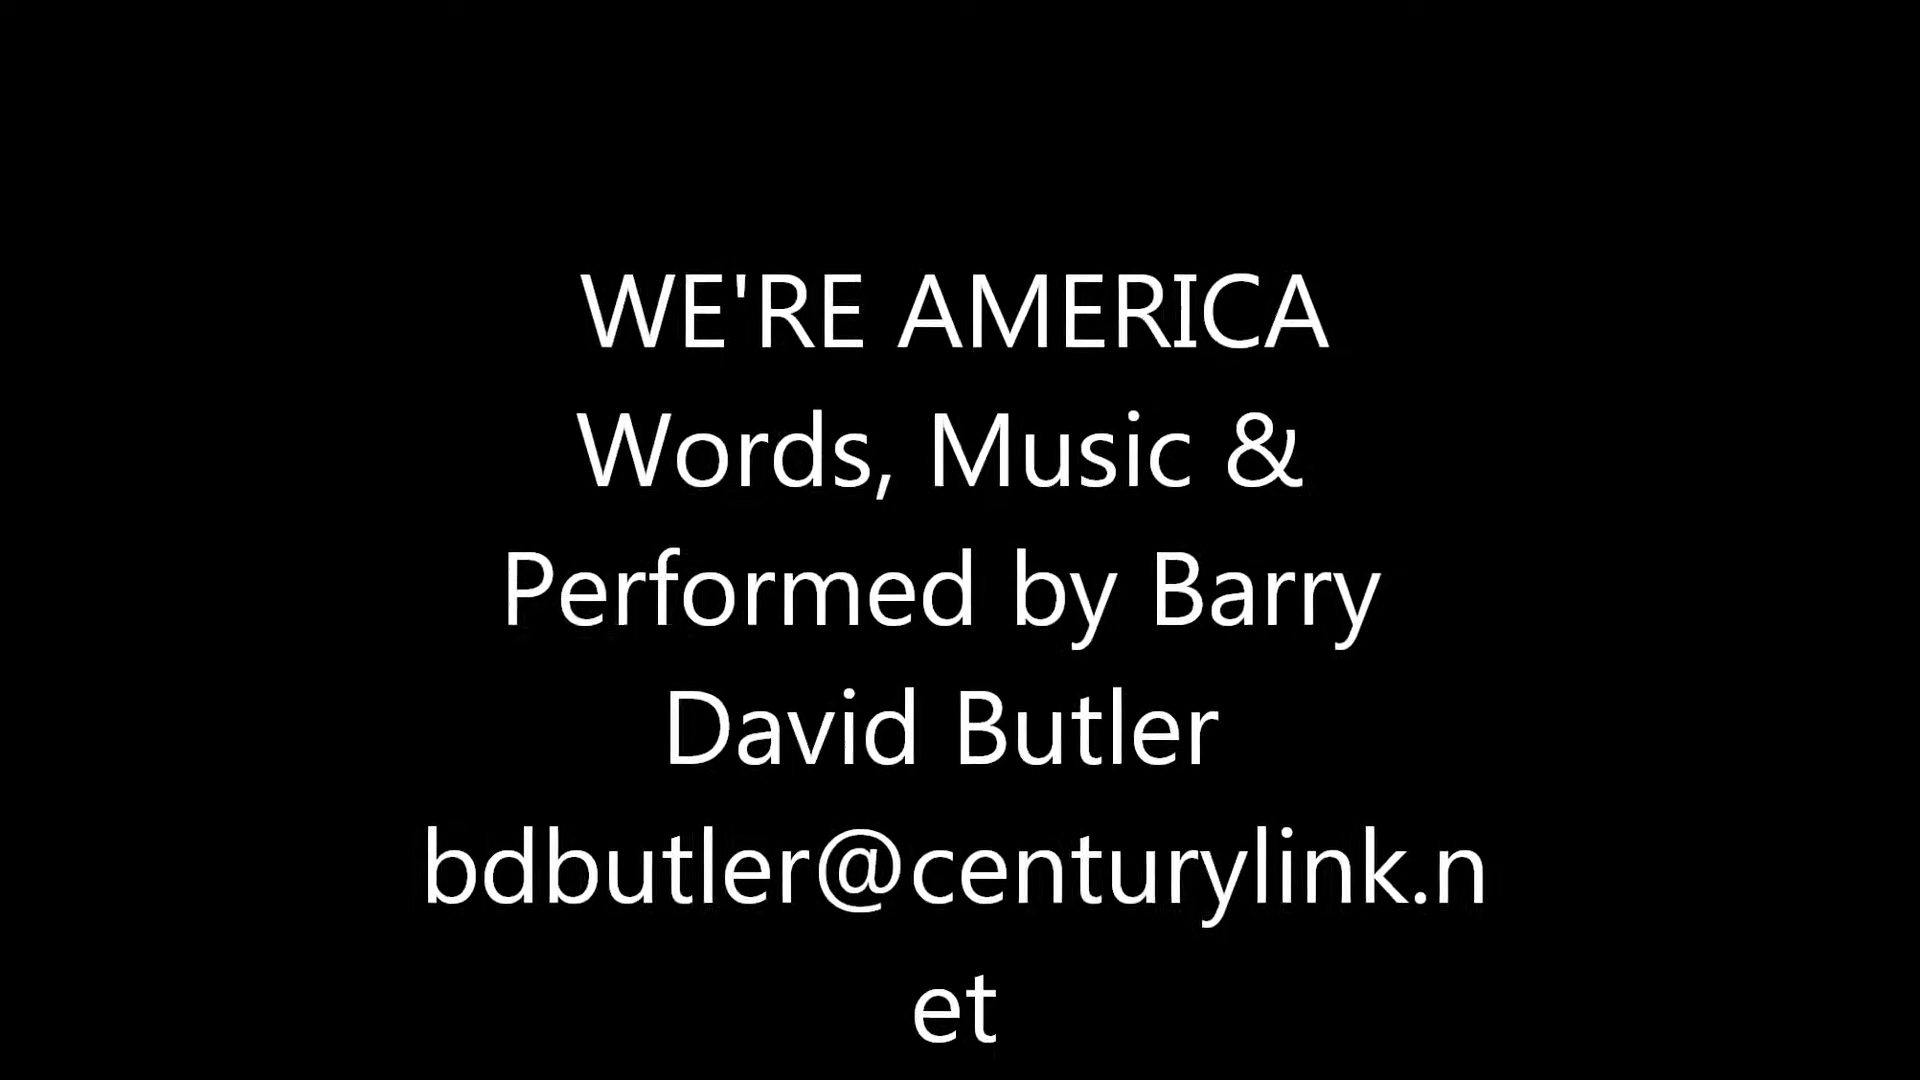 WE'RE AMERICA
Words, Music &
Performed by Barry
David Butler
bdbutler@centurylink.n
et